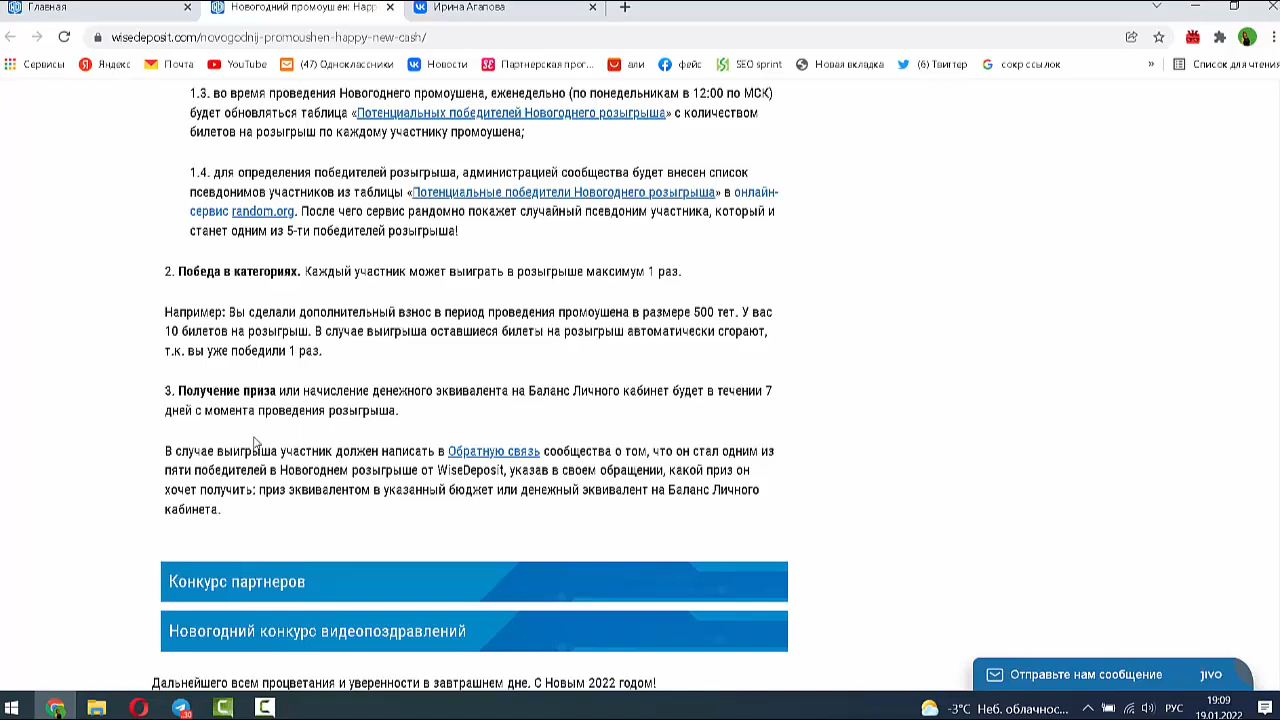 Главная
Новогодний промоушен: Happ
Ирина Агапова
wisedeposit.com/novogodnij-promoushen-happy-new-cash/
Сервисы
Яндекс
Почта
YouTube
(47) Одноклассники
Новости
Партнерская прог...
али
фейс
SEO sprint
Новая вкладка
(6) Твиттер
сокр ссылок
»
Список для чтения
1.3. во время проведения Новогоднего промоушена, еженедельно (по понедельникам в 12:00 по МСК)
будет обновляться таблица «Потенциальных победителей Новогоднего розыгрыша» с количеством
билетов на розыгрыш по каждому участнику промоушена;
1.4. для определения победителей розыгрыша, администрацией сообщества будет внесен список
псевдонимов участников из таблицы «Потенциальные победители Новогоднего розыгрыша» в онлайн-
сервис random.org. После чего сервис рандомно покажет случайный псевдоним участника, который и
станет одним из 5-ти победителей розыгрыша!
2. Победа в категориях. Каждый участник может выиграть в розыгрыше максимум 1 раз.
Например: Вы сделали дополнительный взнос в период проведения промоушена в размере 500 тет. У вас
10 билетов на розыгрыш. В случае выигрыша оставшиеся билеты на розыгрыш автоматически сгорают,
т.к. вы уже победили 1 раз.
3. Получение приза или начисление денежного эквивалента на Баланс Личного кабинет будет в течении 7
дней с момента проведения розыгрыша.
В случае выигрыша участник должен написать в Обратную связь сообщества о том, что он стал одним из
пяти победителей в Новогоднем розыгрыше от WiseDeposit, указав в своем обращении, какой приз он
хочет получить: приз эквивалентом в указанный бюджет или денежный эквивалент на Баланс Личного
кабинета.
Конкурс партнеров
Новогодний конкурс видеопоздравлений
Дальнейшего всем процветания и уверенности в завтрашнем дне. С Новым 2022 годом!
Отправьте нам сообщение
jivo
30
-3°C Неб. облачнос...
РУС
19:09
19.01.2022